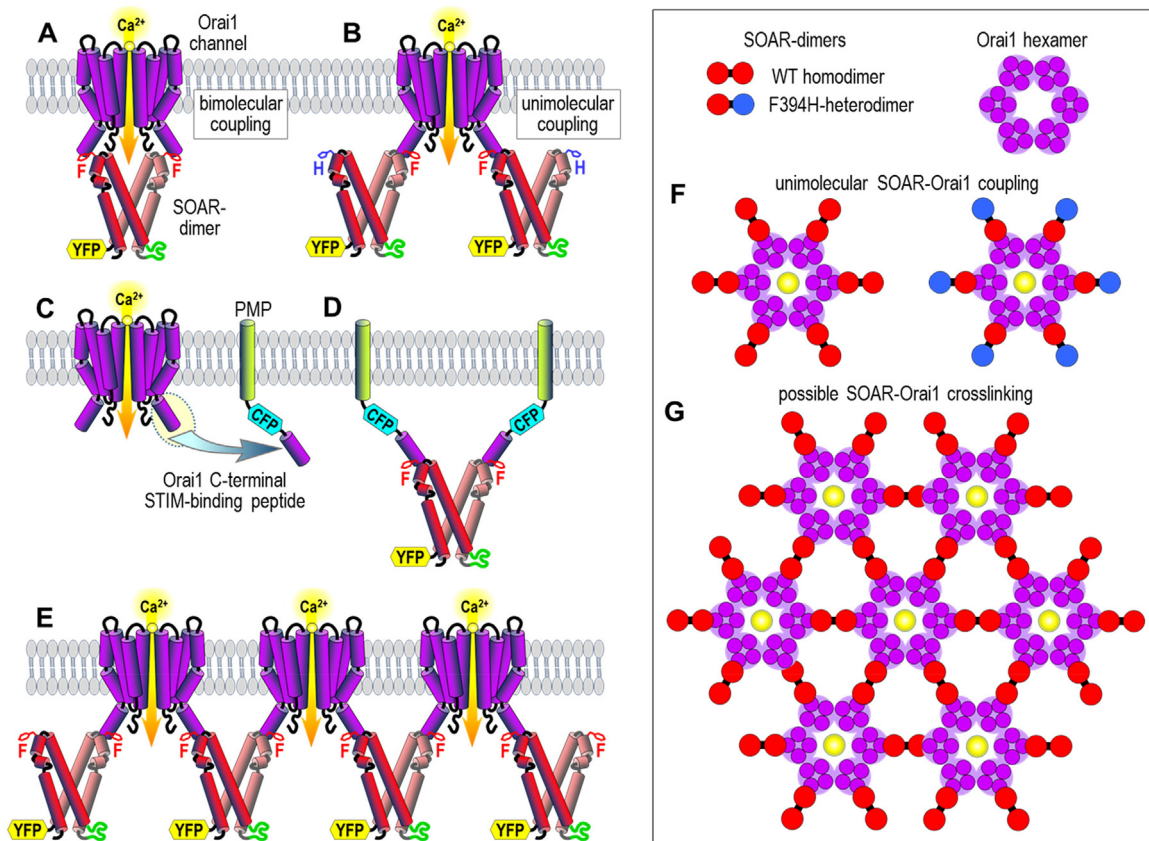 A
Ca2+
Orai1
channel
bimolecular
coupling
F
F
SOAR-
dimer
YFP
B
Ca2+
unimolecular
coupling
H
F
F
H
YFP
YFP
C
Ca2+
PMP
CFP
Orai1 C-terminal
STIM-binding peptide
D
CFP
CFP
F
F
YFP
E
Ca2+
Ca2+
Ca2+
F
F
F
F
F
F
F
F
YFP
YFP
YFP
YFP
SOAR-dimers
WT homodimer
F394H-heterodimer
Orai1 hexamer
F
unimolecular SOAR-Orai1 coupling
G
possible SOAR-Orai1 crosslinking